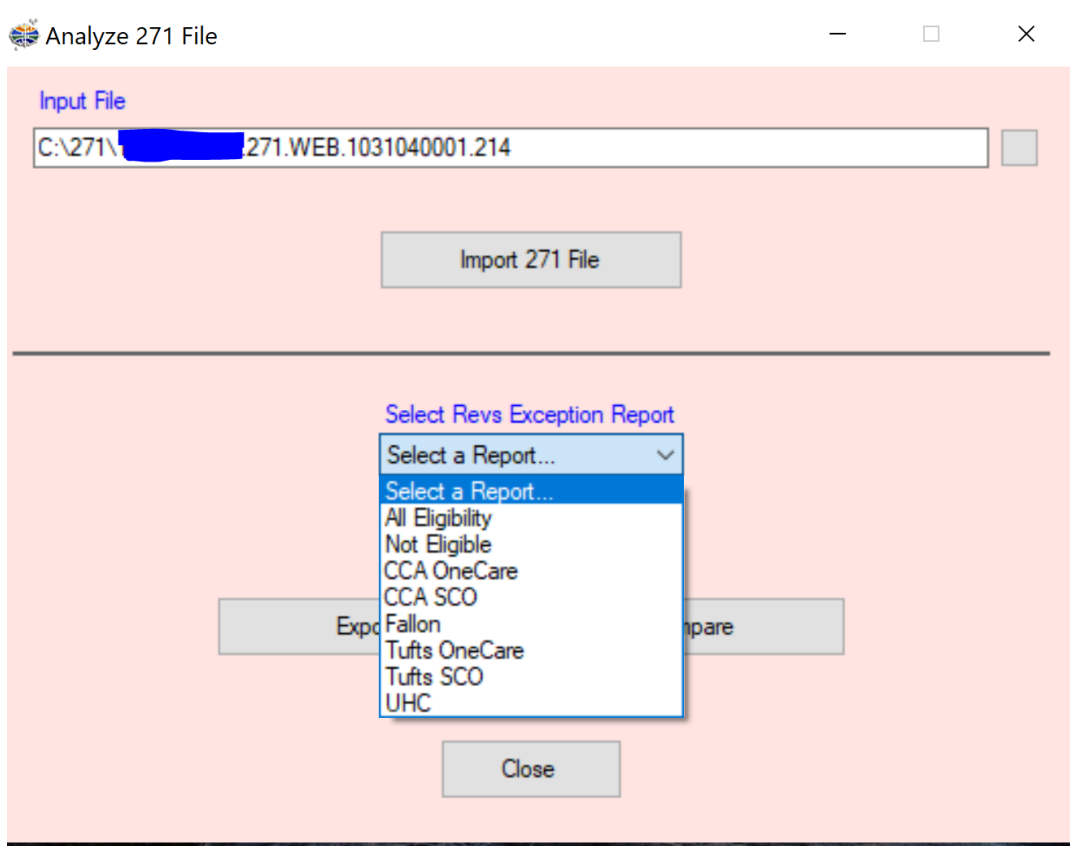 Analyze 271 File
Input File
C:\271\ .271.WEB.1031040001.214
Import 271 File
Select Revs Exception Report
Select a Report...
Select a Report...
All Eligibility
Not Eligible
CCA OneCare
CCA SCO
Fallon
Tufts OneCare
Tufts SCO
UHC
Close